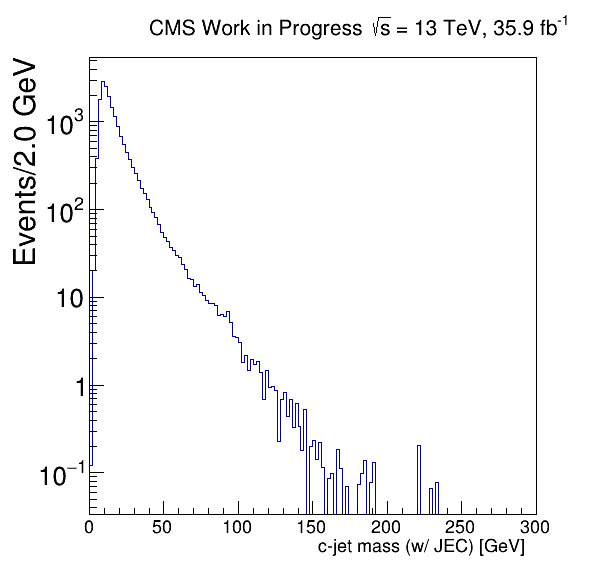 CMS Work in Progress √s = 13 TeV, 35.9 fb⁻¹
Events/2.0 GeV
10³
10²
10
1
10⁻¹
0 50 100 150 200 250 300
c-jet mass (w/ JEC) [GeV]